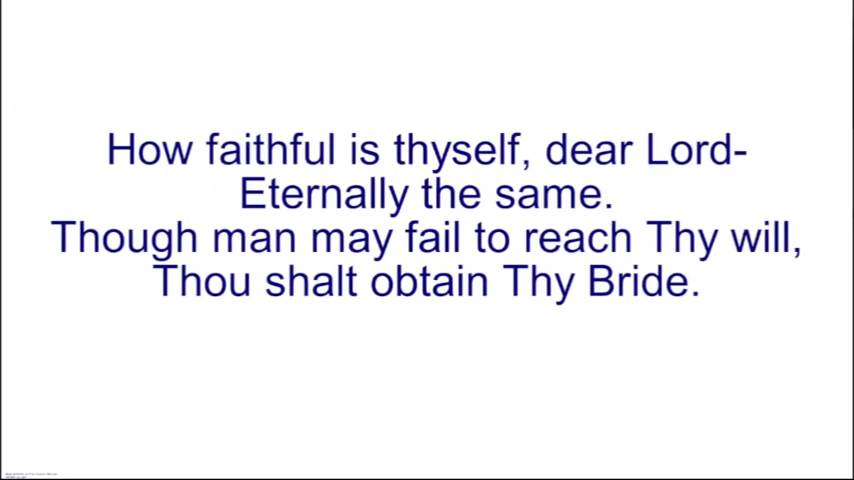 How faithful is thyself, dear Lord-
Eternally the same.
Though man may fail to reach Thy will,
Thou shalt obtain Thy Bride.